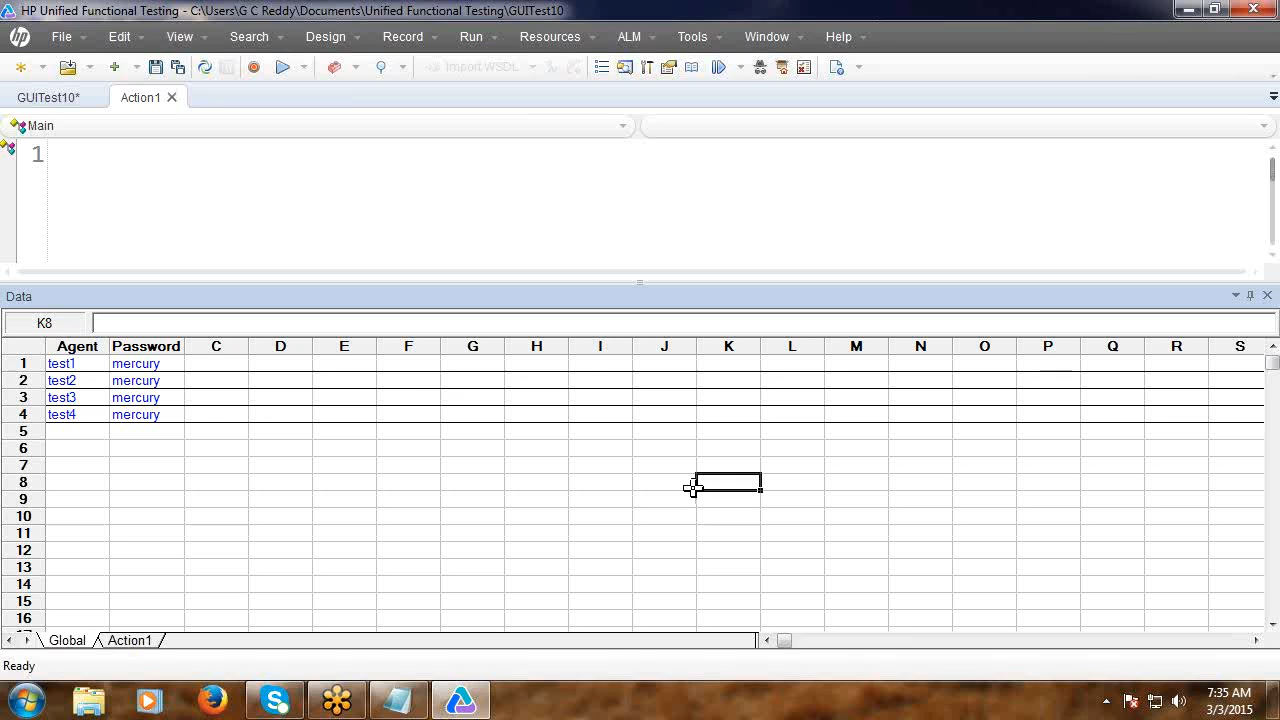 HP Unified Functional Testing - C:\Users\G C Reddy\Documents\Unified Functional Testing\GUITest10
hp File Edit View Search Design Record Run Resources ALM Tools Window Help
Import WSDL
GUITest10* Action1
Main
1
Data
K8
Agent Password C D E F G H I J K L M N O P Q R S
1 test1 mercury
2 test2 mercury
3 test3 mercury
4 test4 mercury
5
6
7
8
9
10
11
12
13
14
15
16
Global Action1
Ready
7:35 AM
3/3/2015